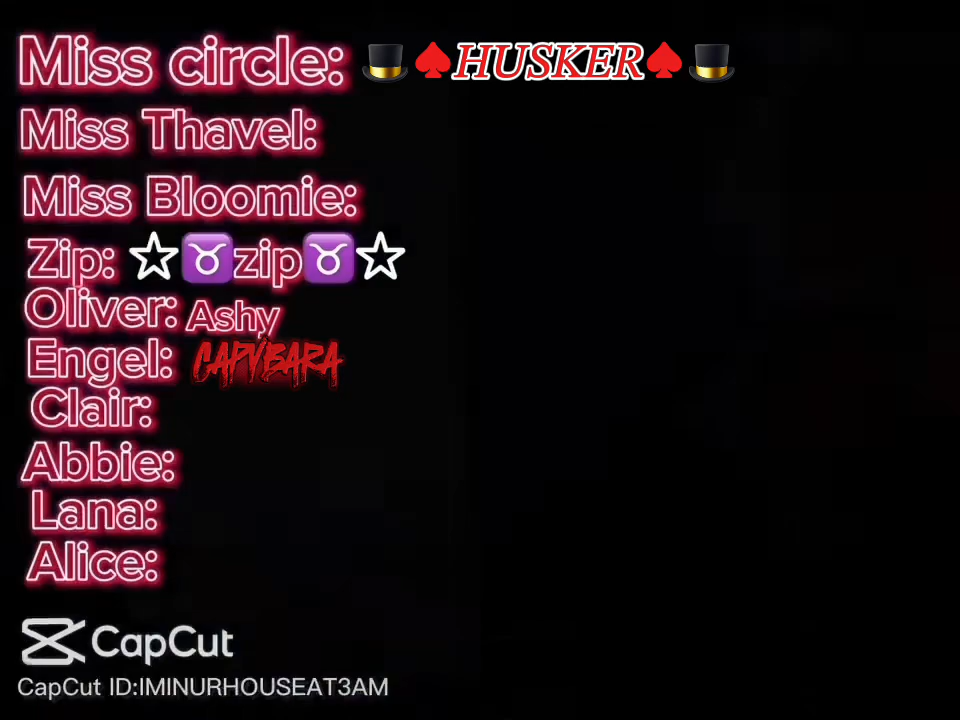 Miss circle: 🎩♠️HUSKER♠️🎩
Miss Thavel:
Miss Bloomie:
Zip: ☆♉zip♉☆
Oliver: Ashy
Engel: CAPYBARA
Clair:
Abbie:
Lana:
Alice:
CapCut
CapCut ID:IMINURHOUSEAT3AM